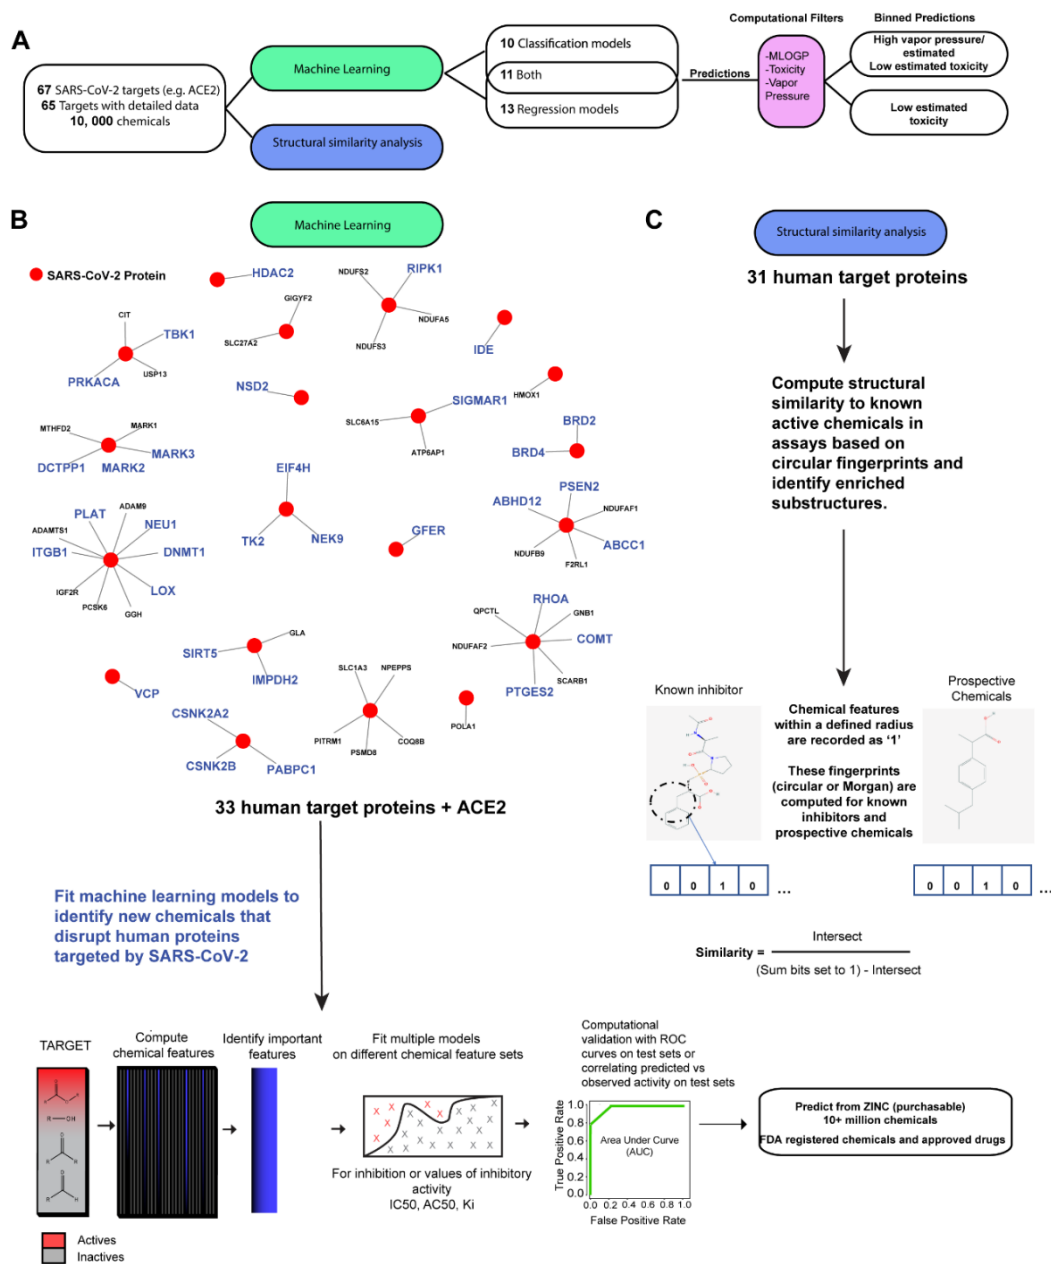 A
67 SARS-CoV-2 targets (e.g. ACE2)
65 Targets with detailed data
10, 000 chemicals
Machine Learning
Structural similarity analysis
10 Classification models
11 Both
13 Regression models
Predictions
Computational Filters
-MLOGP
-Toxicity
-Vapor
Pressure
Binned Predictions
High vapor pressure/
estimated
Low estimated toxicity
Low estimated
toxicity
B
Machine Learning
SARS-CoV-2 Protein
HDAC2
NDUFS2
RIPK1
NDUFA5
NDUFS3
GIGYF2
SLC27A2
CIT
TBK1
USP13
PRKACA
IDE
HMOX1
NSD2
SIGMAR1
SLC6A15
ATP6AP1
BRD2
BRD4
MTHFD2
MARK1
MARK3
DCTPP1
MARK2
EIF4H
TK2
NEK9
GFER
PSEN2
ABHD12
NDUFAF1
ABCC1
NDUFB9
F2RL1
PLAT
ADAM9
NEU1
ADAMTS1
ITGB1
DNMT1
IGF2R
LOX
PCSK6
GGH
RHOA
QPCTL
GNB1
COMT
NDUFAF2
SCARB1
PTGES2
GLA
SIRT5
IMPDH2
SLC1A3
NPEPPS
PITRM1
PSMD8
COQ8B
POLA1
VCP
CSNK2A2
CSNK2B
PABPC1
33 human target proteins + ACE2
Fit machine learning models to
identify new chemicals that
disrupt human proteins
targeted by SARS-CoV-2
TARGET
Compute
chemical features
Identify important
features
Fit multiple models
on different chemical feature sets
For inhibition or values of inhibitory
activity
IC50, AC50, Ki
Computational
validation with ROC
curves on test sets or
correlating predicted vs
observed activity on test sets
True Positive Rate
1.0
0.8
0.6
0.4
0.2
0.0
Area Under Curve
(AUC)
0.0 0.2 0.4 0.6 0.8 1.0
False Positive Rate
Predict from ZINC (purchasable)
10+ million chemicals
FDA registered chemicals and approved drugs
Actives
Inactives
C
Structural similarity analysis
31 human target proteins
Compute structural
similarity to known
active chemicals in
assays based on
circular fingerprints and
identify enriched
substructures.
Known inhibitor
Chemical features
within a defined radius
are recorded as ‘1’
These fingerprints
(circular or Morgan) are
computed for known
inhibitors and
prospective chemicals
Prospective
Chemicals
0 0 1 0 ...
0 0 1 0 ...
Similarity =
Intersect
(Sum bits set to 1) - Intersect